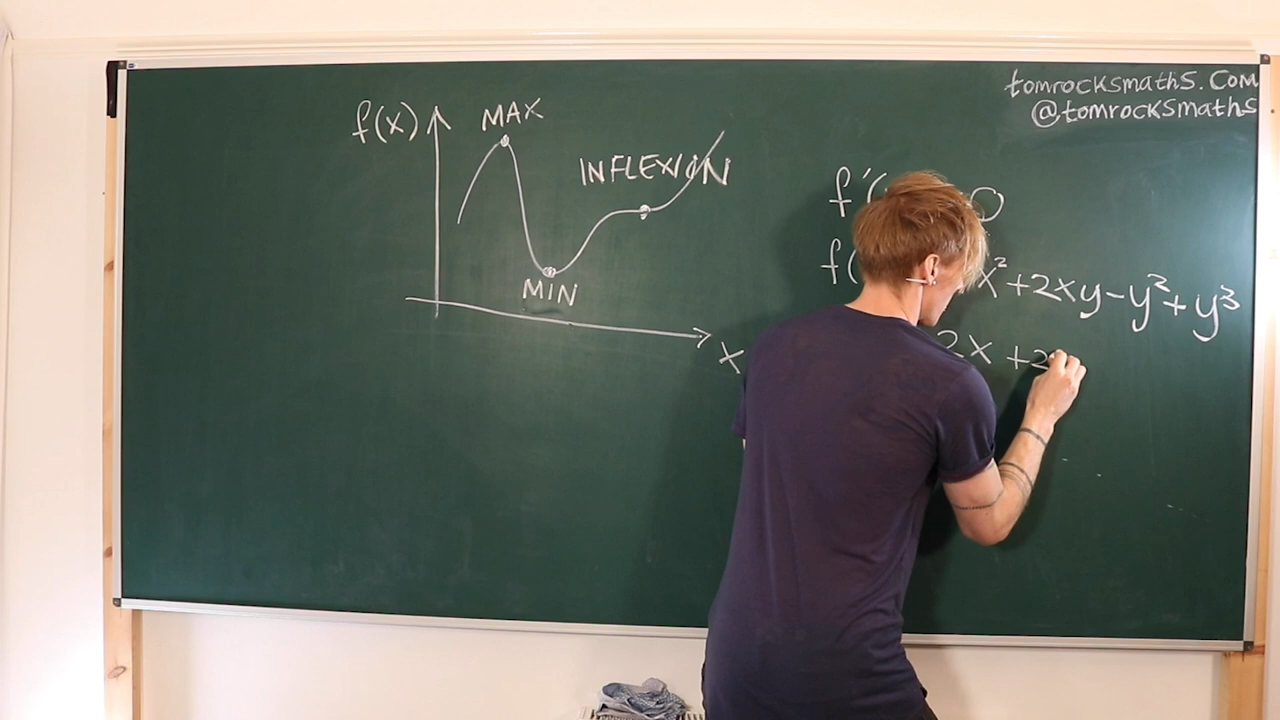 tomrocksmaths.com
@tomrocksmaths
f(x)
MAX
INFLEXION
MIN
x
f'( 0
f( x²+2xy-y²+y³
2x +2